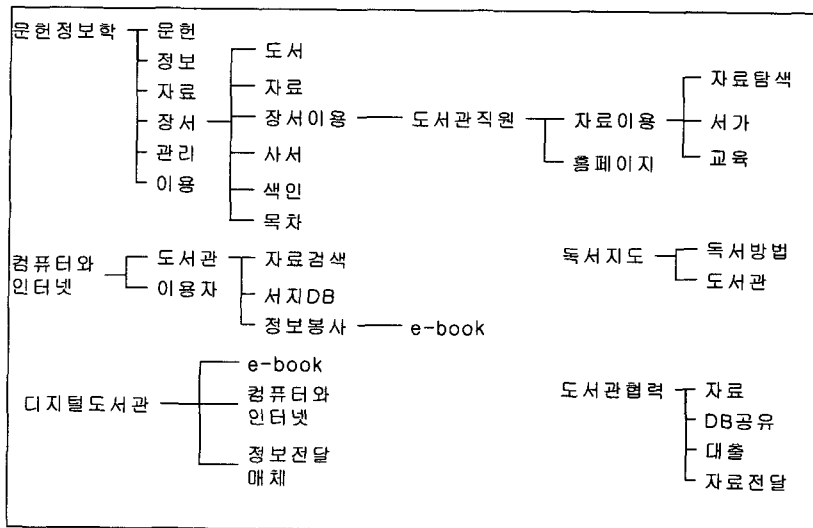 문헌정보학
문헌
정보
자료
장서
관리
이용
도서
자료
장서이용
사서
색인
목차
도서관직원
자료이용
홈페이지
자료탐색
서가
교육
컴퓨터와
인터넷
도서관
이용자
자료검색
서지DB
정보봉사
e-book
독서지도
독서방법
도서관
디지털도서관
e-book
컴퓨터와
인터넷
정보전달
매체
도서관협력
자료
DB공유
대출
자료전달